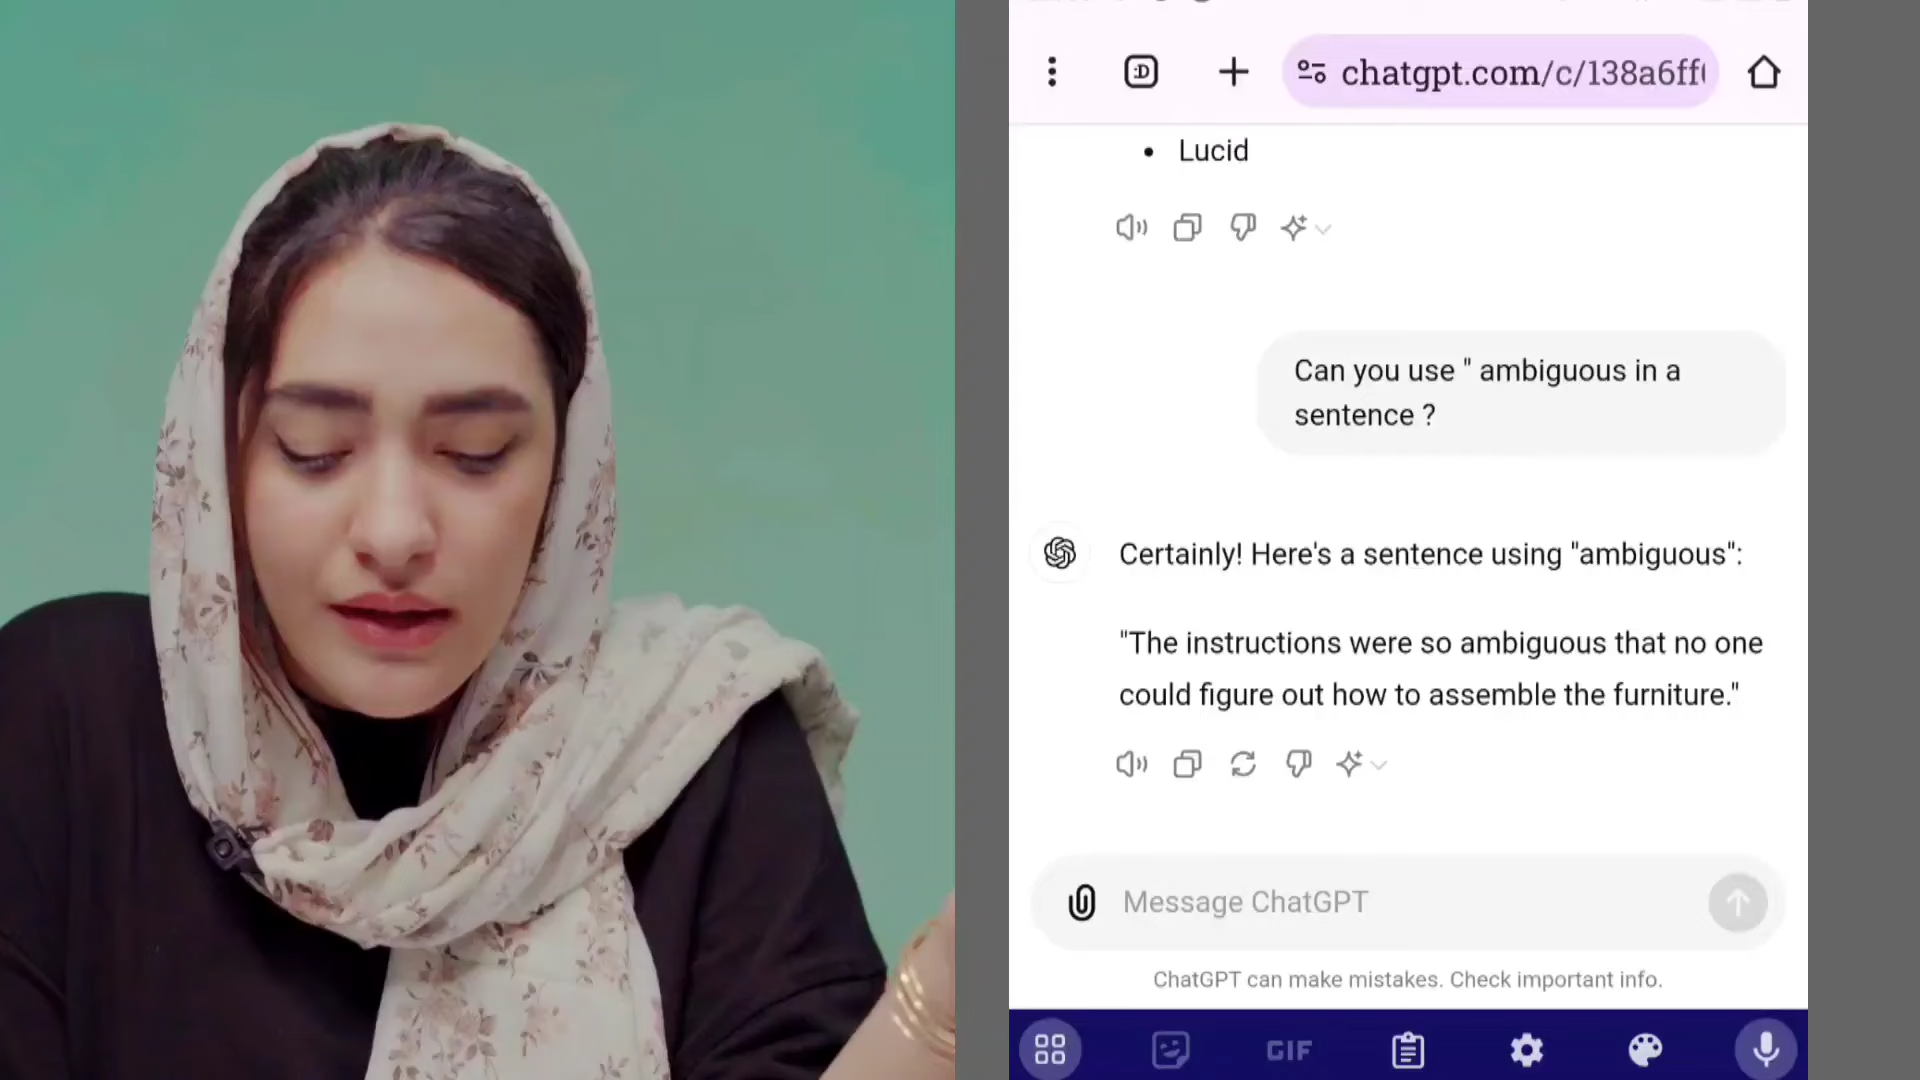 :D
chatgpt.com/c/138a6ff
Lucid
Can you use " ambiguous in a
sentence ?
Certainly! Here's a sentence using "ambiguous":
"The instructions were so ambiguous that no one
could figure out how to assemble the furniture."
Message ChatGPT
ChatGPT can make mistakes. Check important info.
GIF